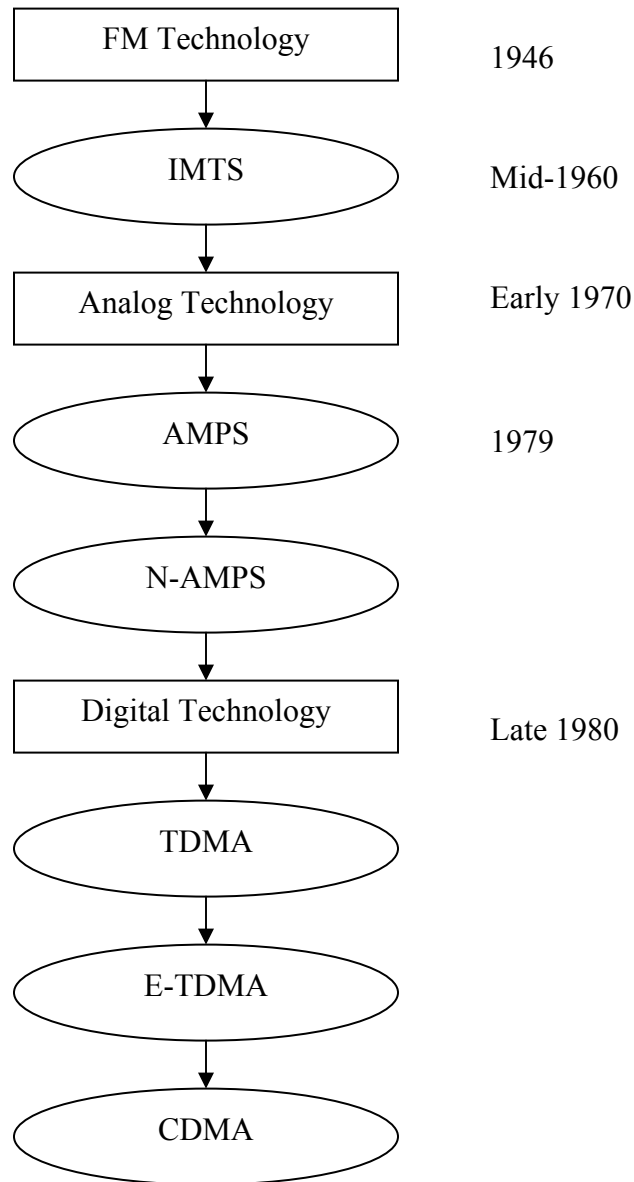 FM Technology
1946
IMTS
Mid-1960
Analog Technology
Early 1970
AMPS
1979
N-AMPS
Digital Technology
Late 1980
TDMA
E-TDMA
CDMA